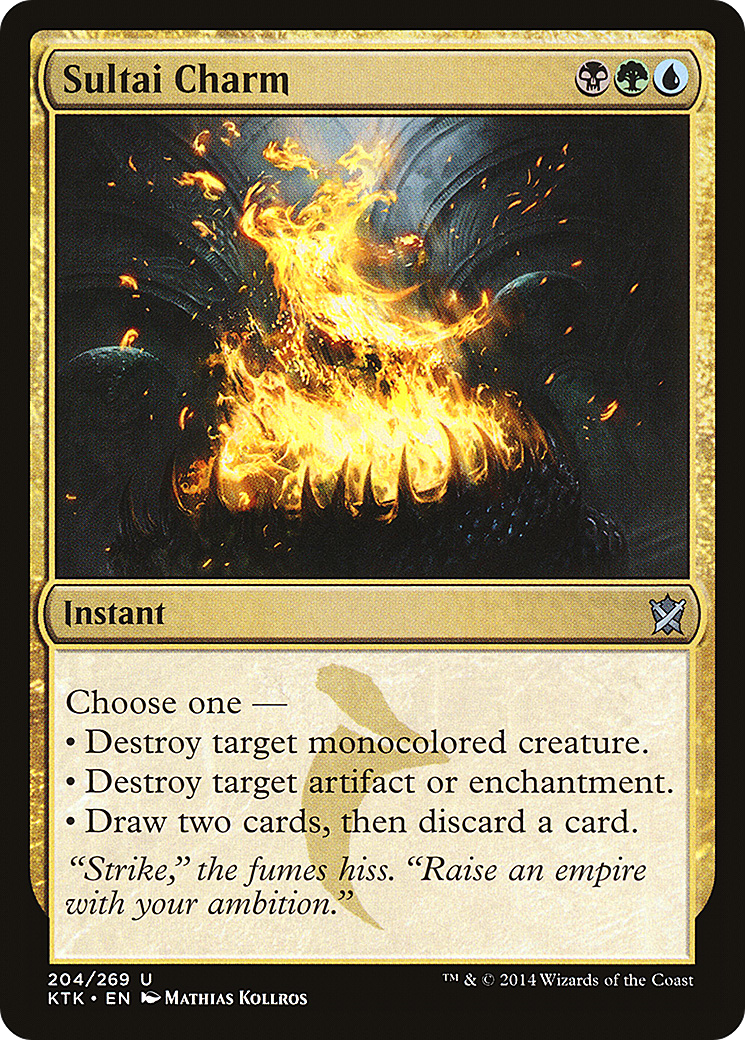 Sultai Charm
Instant
Choose one —
• Destroy target monocolored creature.
• Destroy target artifact or enchantment.
• Draw two cards, then discard a card.
“Strike,” the fumes hiss. “Raise an empire
with your ambition.”
204/269 U
™ & © 2014 Wizards of the Coast
KTK • EN Mathias Kollros